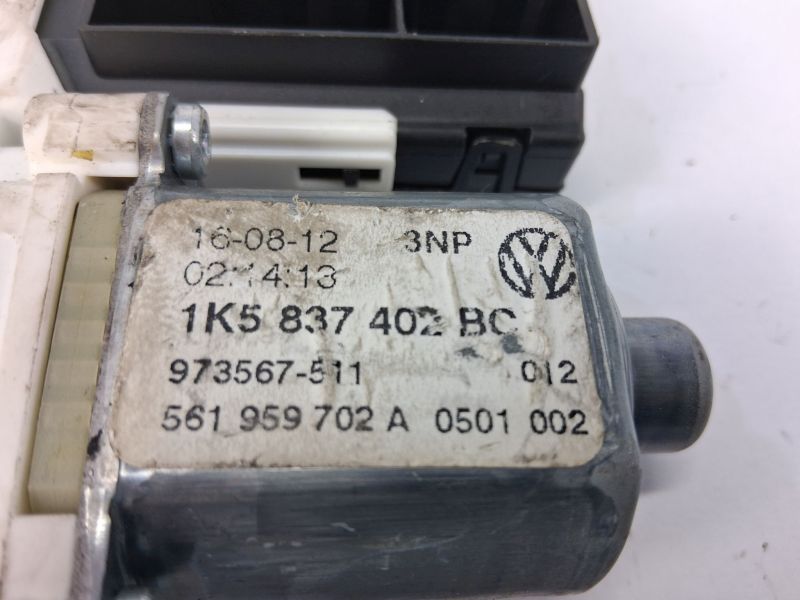 16-08-12 3NP
02:14:13
1K5 837 402 BC
973567-511 012
561 959 702 A 0501 002